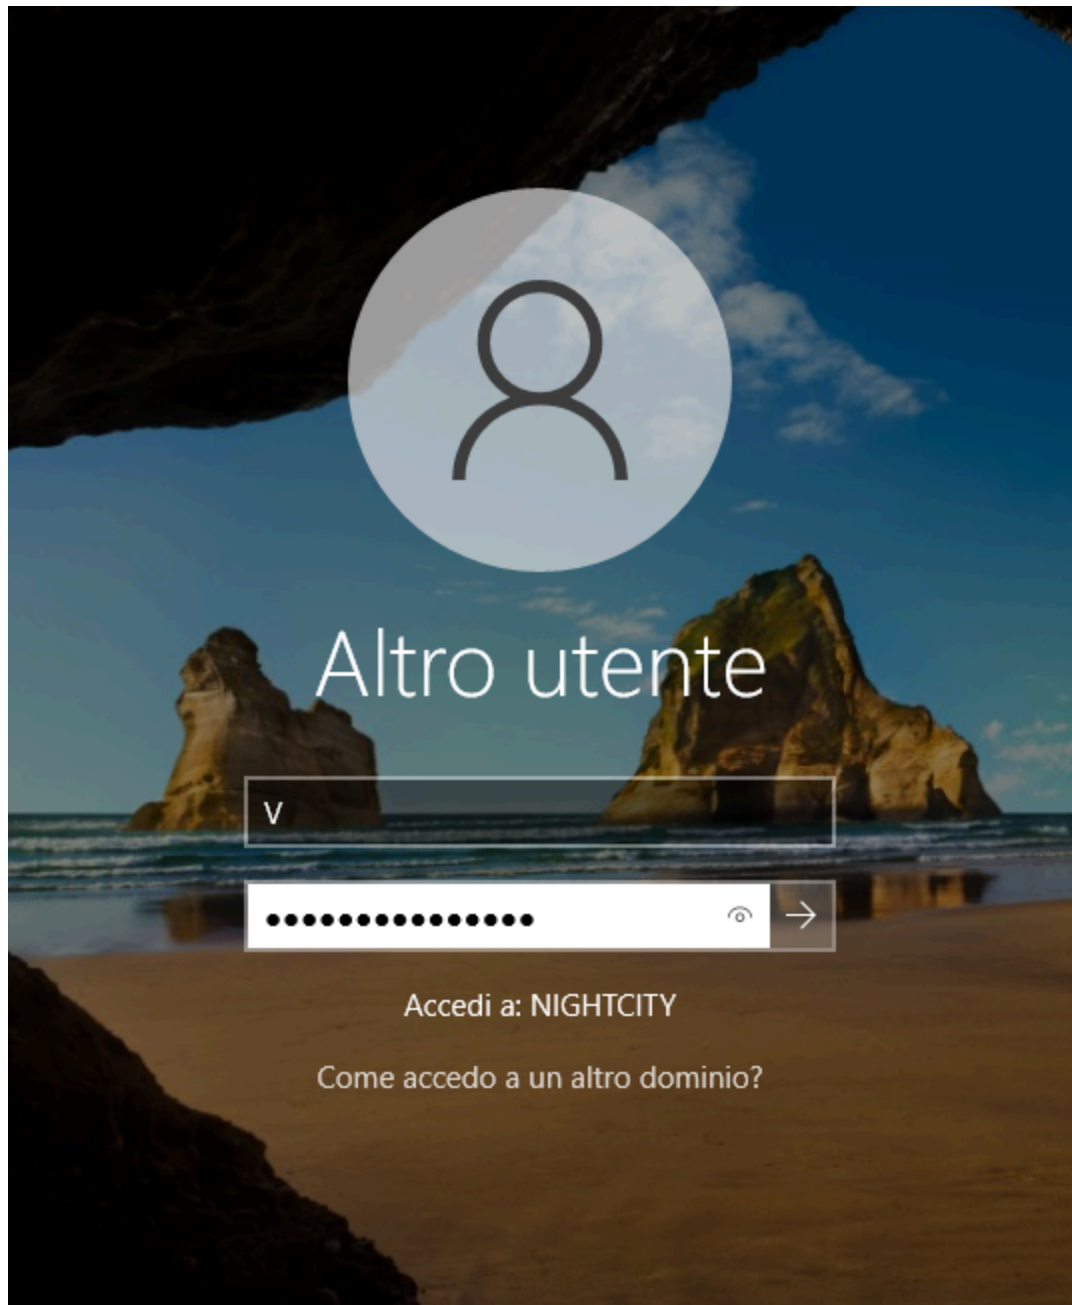 Altro utente
V
●●●●●●●●●●●●●●●
Accedi a: NIGHTCITY
Come accedo a un altro dominio?